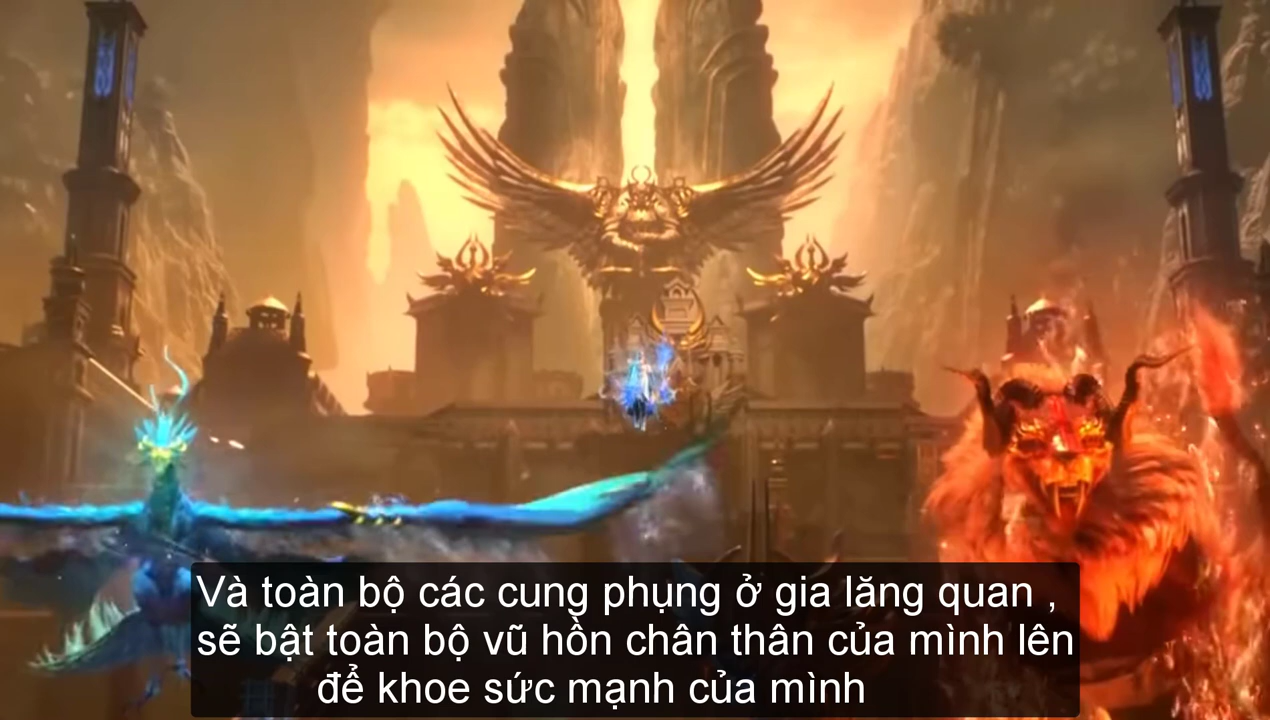 Và toàn bộ các cung phụng ở gia lăng quan ,
sẽ bật toàn bộ vũ hồn chân thân của mình lên
để khoe sức mạnh của mình